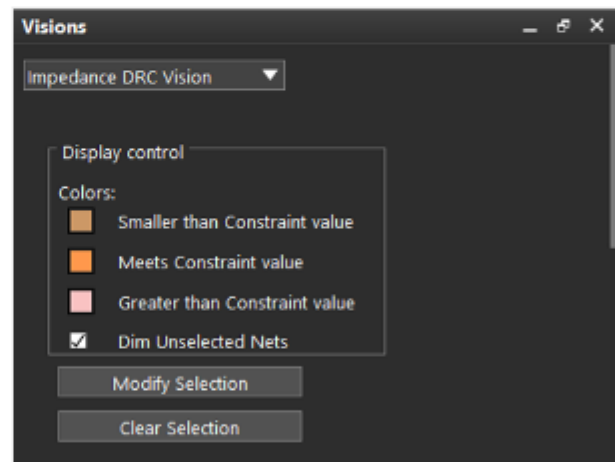 Visions
Impedance DRC Vision
Display control
Colors:
Smaller than Constraint value
Meets Constraint value
Greater than Constraint value
Dim Unselected Nets
Modify Selection
Clear Selection